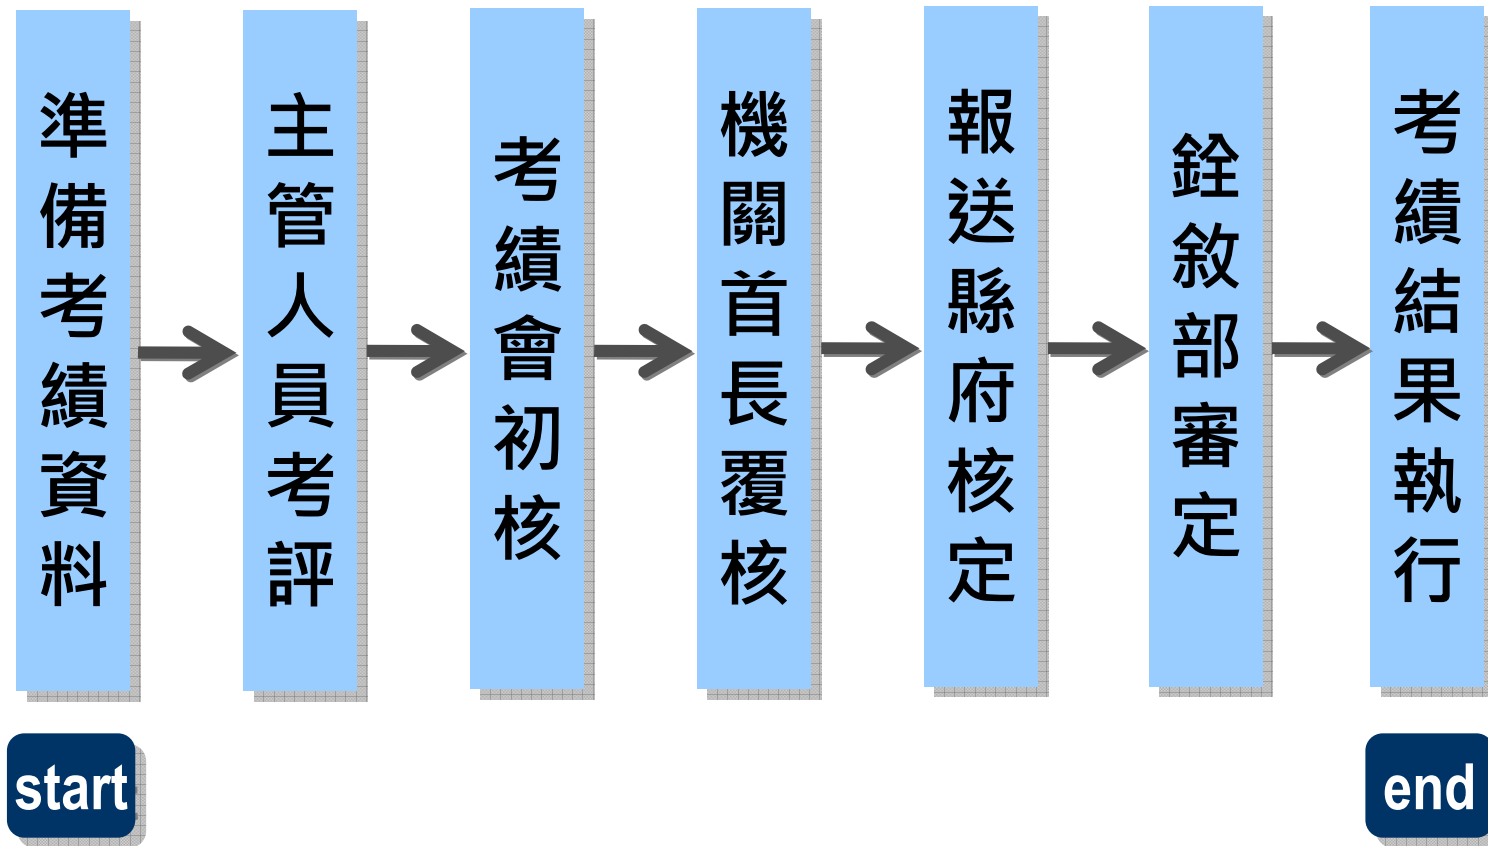 準備考績資料
主管人員考評
考績會初核
機關首長覆核
報送縣府核定
銓敘部審定
考績結果執行
start
end